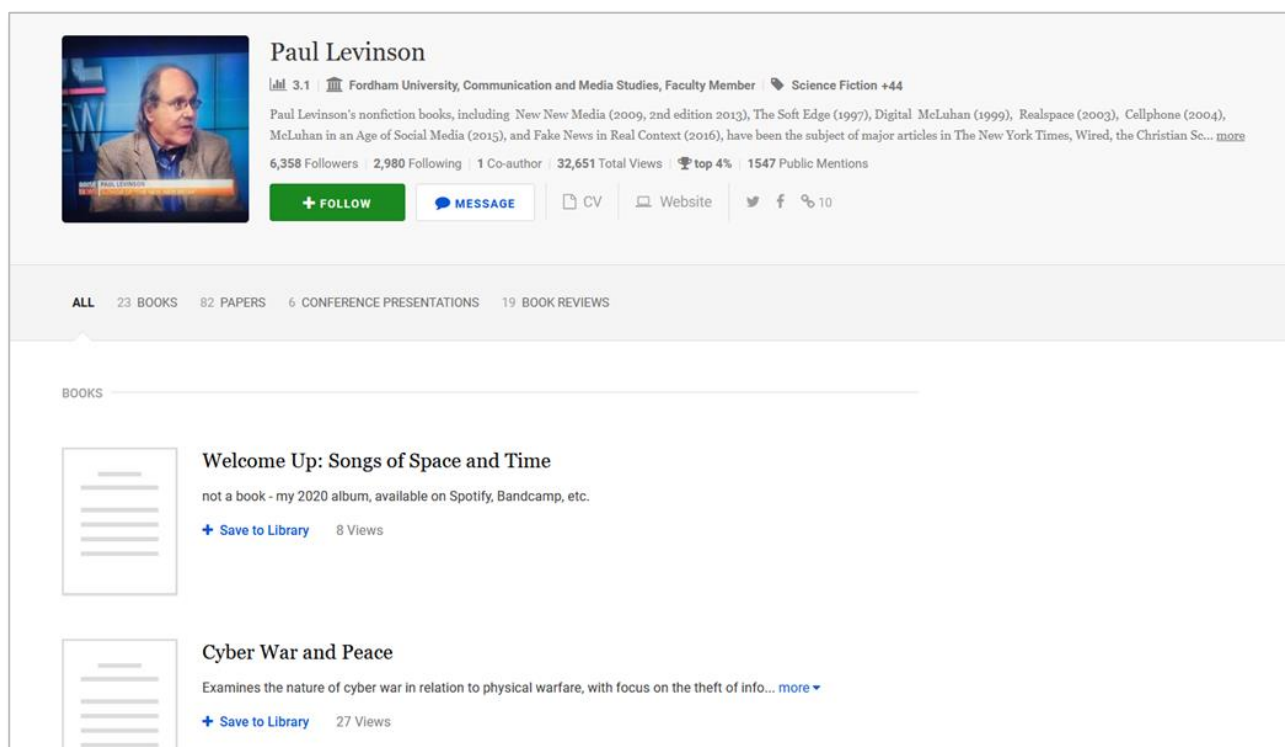 Paul Levinson
3.1 Fordham University, Communication and Media Studies, Faculty Member Science Fiction +44
Paul Levinson's nonfiction books, including New New Media (2009, 2nd edition 2013), The Soft Edge (1997), Digital McLuhan (1999), Realspace (2003), Cellphone (2004),
McLuhan in an Age of Social Media (2015), and Fake News in Real Context (2016), have been the subject of major articles in The New York Times, Wired, the Christian Sc... more
6,358 Followers 2,980 Following 1 Co-author 32,651 Total Views top 4% 1547 Public Mentions
+ FOLLOW MESSAGE CV Website 10
ALL 23 BOOKS 82 PAPERS 6 CONFERENCE PRESENTATIONS 19 BOOK REVIEWS
BOOKS
Welcome Up: Songs of Space and Time
not a book - my 2020 album, available on Spotify, Bandcamp, etc.
+ Save to Library 8 Views
Cyber War and Peace
Examines the nature of cyber war in relation to physical warfare, with focus on the theft of info... more
+ Save to Library 27 Views